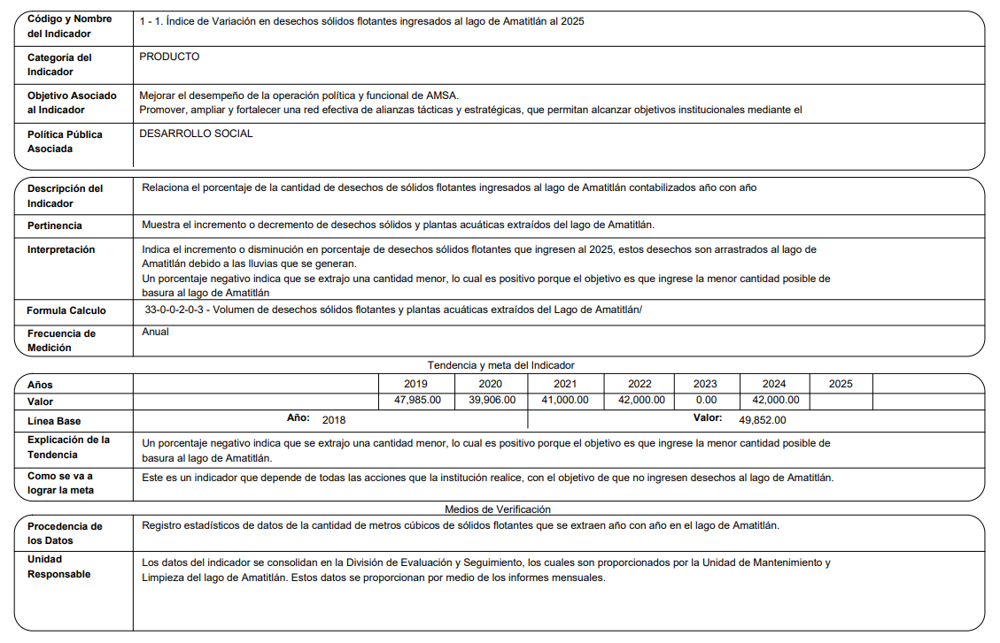 Código y Nombre del Indicador
1 - 1. Índice de Variación en desechos sólidos flotantes ingresados al lago de Amatitlán al 2025
Categoría del Indicador
PRODUCTO
Objetivo Asociado al Indicador
Mejorar el desempeño de la operación política y funcional de AMSA.
Promover, ampliar y fortalecer una red efectiva de alianzas tácticas y estratégicas, que permitan alcanzar objetivos institucionales mediante el
Política Pública Asociada
DESARROLLO SOCIAL
Descripción del Indicador
Relaciona el porcentaje de la cantidad de desechos de sólidos flotantes ingresados al lago de Amatitlán contabilizados año con año
Pertinencia
Muestra el incremento o decremento de desechos sólidos y plantas acuáticas extraídos del lago de Amatitlán.
Interpretación
Indica el incremento o disminución en porcentaje de desechos sólidos flotantes que ingresen al 2025, estos desechos son arrastrados al lago de
Amatitlán debido a las lluvias que se generan.
Un porcentaje negativo indica que se extrajo una cantidad menor, lo cual es positivo porque el objetivo es que ingrese la menor cantidad posible de
basura al lago de Amatitlán
Formula Calculo
33-0-0-2-0-3 - Volumen de desechos sólidos flotantes y plantas acuáticas extraídos del Lago de Amatitlán/
Frecuencia de Medición
Anual
Tendencia y meta del Indicador
Años 2019 2020 2021 2022 2023 2024 2025
Valor 47,985.00 39,906.00 41,000.00 42,000.00 0.00 42,000.00
Línea Base Año: 2018 Valor: 49,852.00
Explicación de la Tendencia
Un porcentaje negativo indica que se extrajo una cantidad menor, lo cual es positivo porque el objetivo es que ingrese la menor cantidad posible de
basura al lago de Amatitlán.
Como se va a lograr la meta
Este es un indicador que depende de todas las acciones que la institución realice, con el objetivo de que no ingresen desechos al lago de Amatitlán.
Medios de Verificación
Procedencia de los Datos
Registro estadísticos de datos de la cantidad de metros cúbicos de sólidos flotantes que se extraen año con año en el lago de Amatitlán.
Unidad Responsable
Los datos del indicador se consolidan en la División de Evaluación y Seguimiento, los cuales son proporcionados por la Unidad de Mantenimiento y
Limpieza del lago de Amatitlán. Estos datos se proporcionan por medio de los informes mensuales.